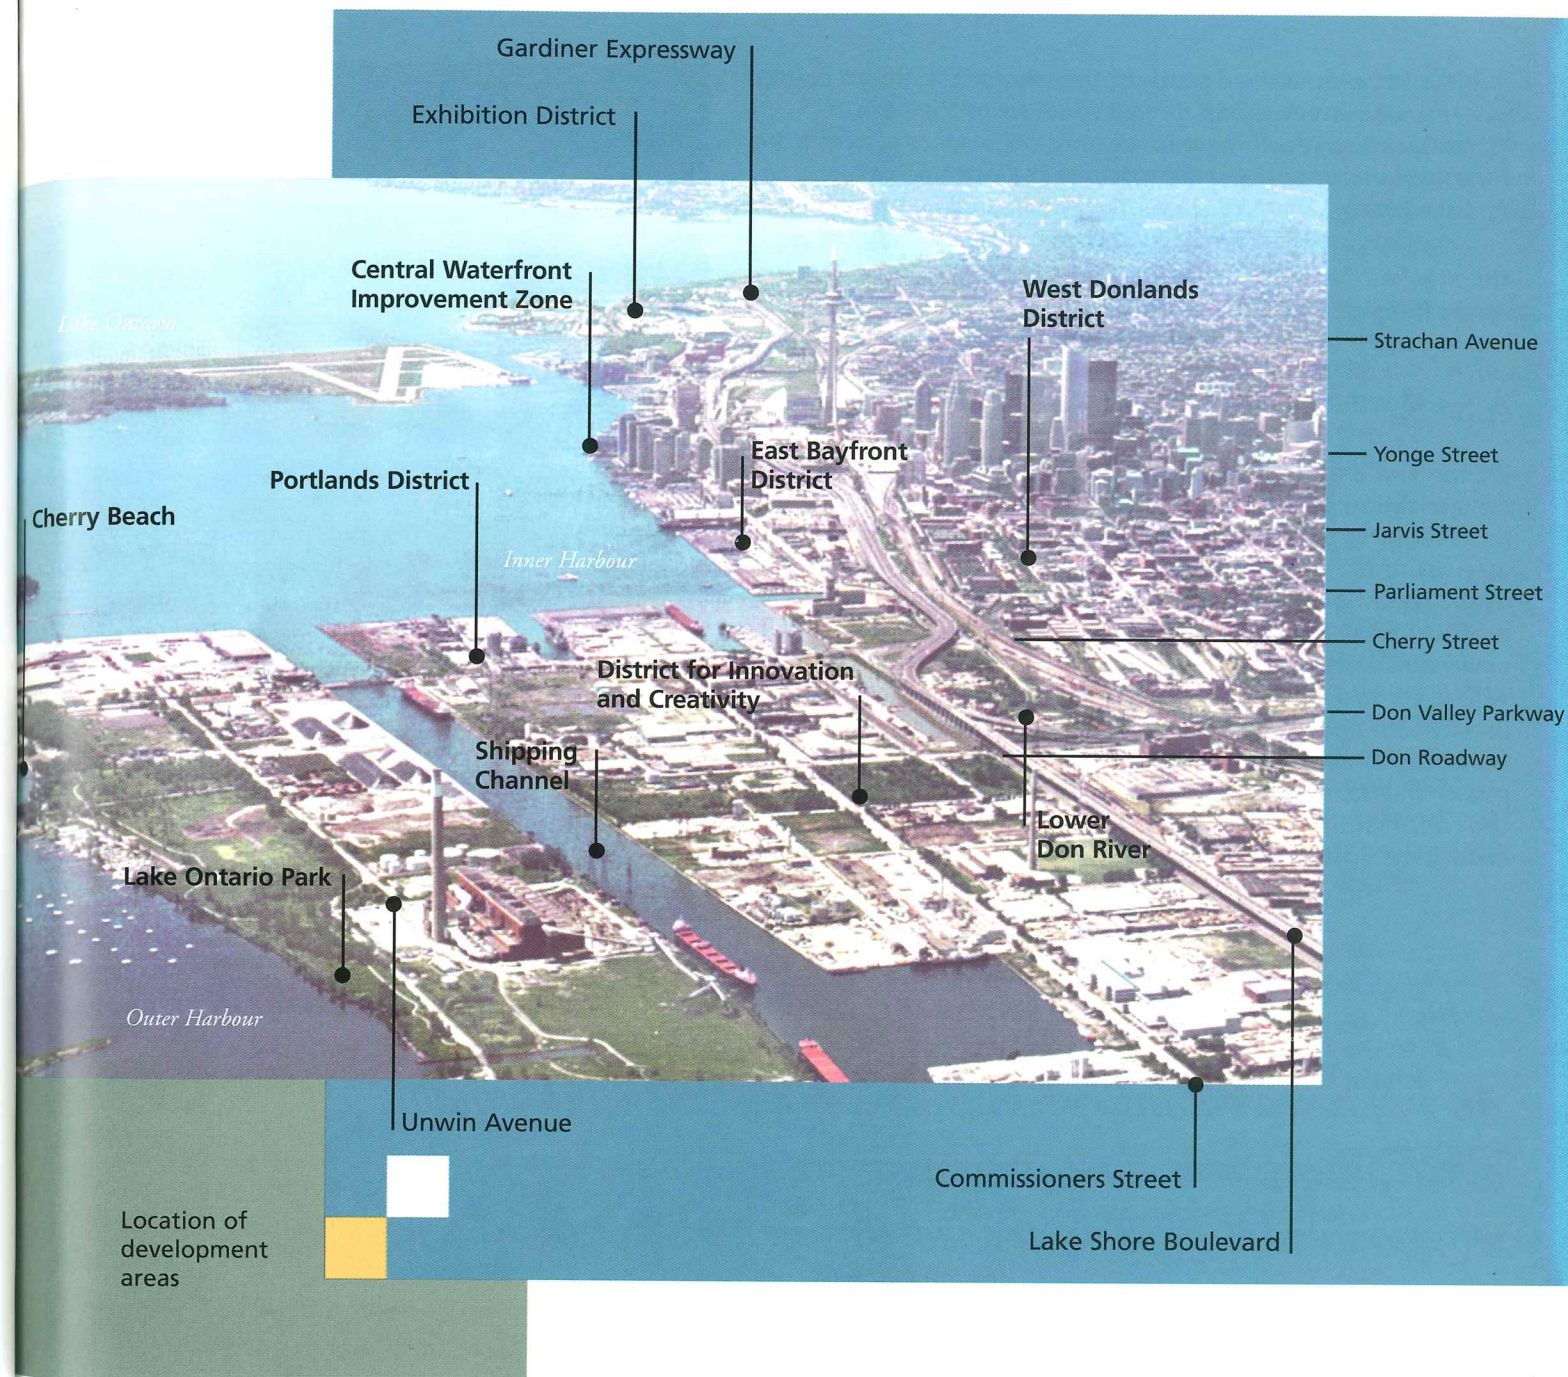 Gardiner Expressway
Exhibition District
Central Waterfront
Improvement Zone
West Donlands
District
Lake Ontario
Strachan Avenue
East Bayfront
District
Yonge Street
Portlands District
Cherry Beach
Jarvis Street
Inner Harbour
Parliament Street
Cherry Street
District for Innovation
and Creativity
Don Valley Parkway
Shipping
Channel
Don Roadway
Lower
Don River
Lake Ontario Park
Outer Harbour
Unwin Avenue
Commissioners Street
Lake Shore Boulevard
Location of
development
areas